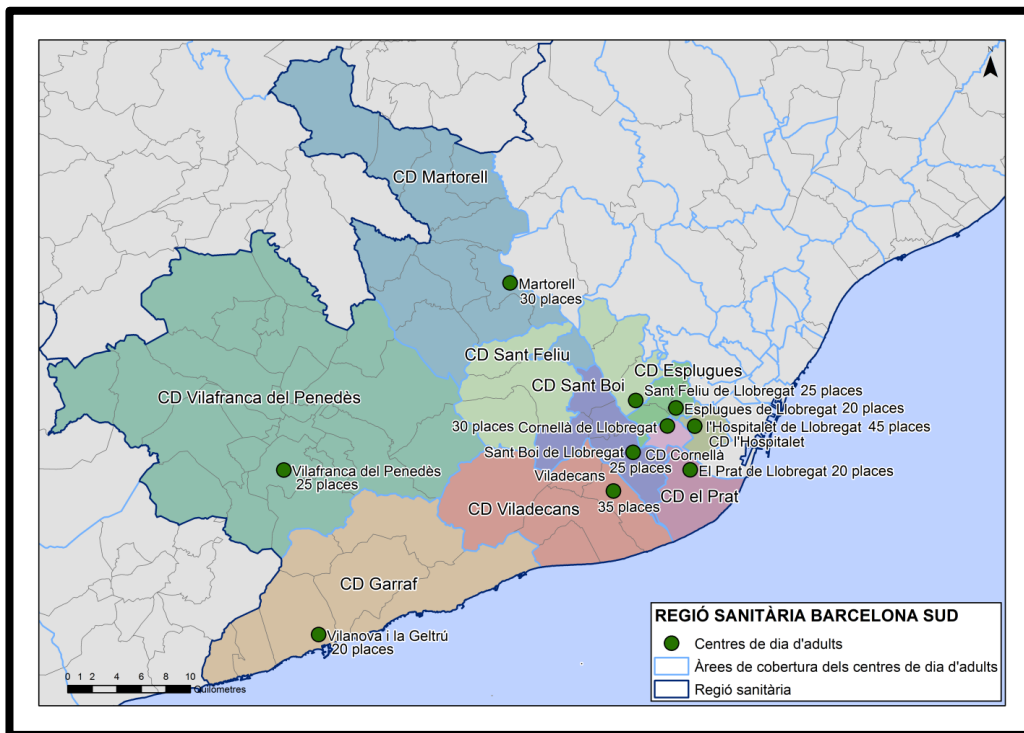 N
CD Martorell
Martorell
30 places
CD Sant Feliu
CD Esplugues
CD Sant Boi
Sant Feliu de Llobregat 25 places
CD Vilafranca del Penedès
Esplugues de Llobregat 20 places
30 places Cornellà de Llobregat
l'Hospitalet de Llobregat 45 places
CD l'Hospitalet
Sant Boi de Llobregat
CD Cornellà
25 places
Vilafranca del Penedès
25 places
Viladecans
El Prat de Llobregat 20 places
35 places
CD el Prat
CD Viladecans
CD Garraf
Vilanova i la Geltrú
20 places
0 1 2 4 6 8 10
Quilòmetres
REGIÓ SANITÀRIA BARCELONA SUD
Centres de dia d'adults
Àrees de cobertura dels centres de dia d'adults
Regió sanitària